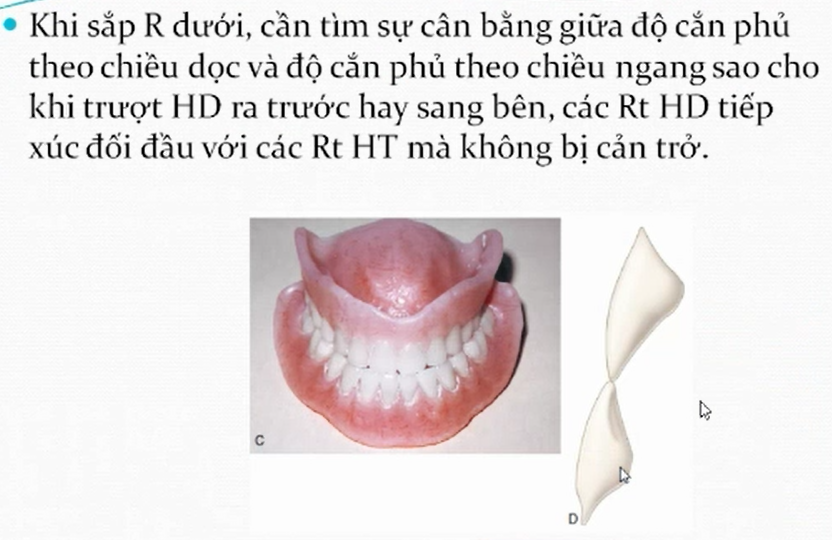 • Khi sắp R dưới, cần tìm sự cân bằng giữa độ cắn phủ
theo chiều dọc và độ cắn phủ theo chiều ngang sao cho
khi trượt HD ra trước hay sang bên, các Rt HD tiếp
xúc đối đầu với các Rt HT mà không bị cản trở.
C
D